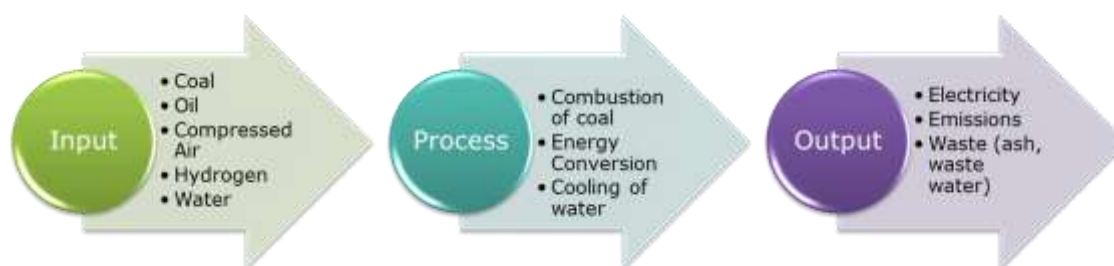 Input
• Coal
• Oil
• Compressed
Air
• Hydrogen
• Water
Process
• Combustion
of coal
• Energy
Conversion
• Cooling of
water
Output
• Electricity
• Emissions
• Waste (ash,
waste
water)